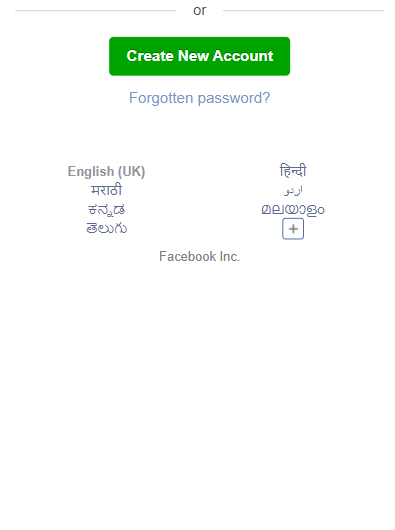 or
Create New Account
Forgotten password?
English (UK) हिन्दी
मराठी اردو
ಕನ್ನಡ മലയാളം
తెలుగు +
Facebook Inc.